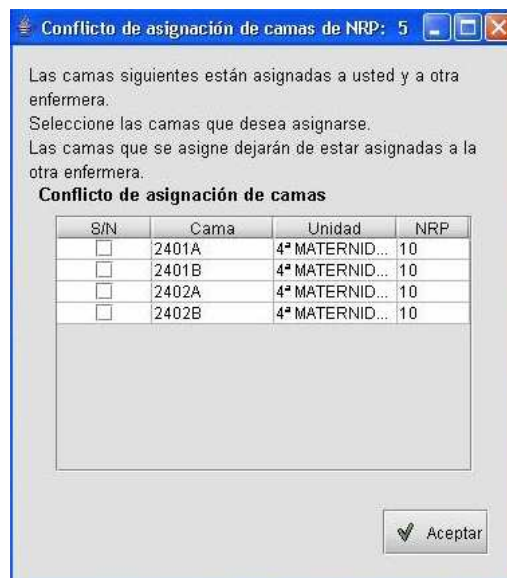 Conflicto de asignación de camas de NRP: 5
Las camas siguientes están asignadas a usted y a otra
enfermera.
Seleccione las camas que desea asignarse.
Las camas que se asigne dejarán de estar asignadas a la
otra enfermera.
Conflicto de asignación de camas
S/N Cama Unidad NRP
2401A 4ª MATERNID... 10
2401B 4ª MATERNID... 10
2402A 4ª MATERNID... 10
2402B 4ª MATERNID... 10
Aceptar